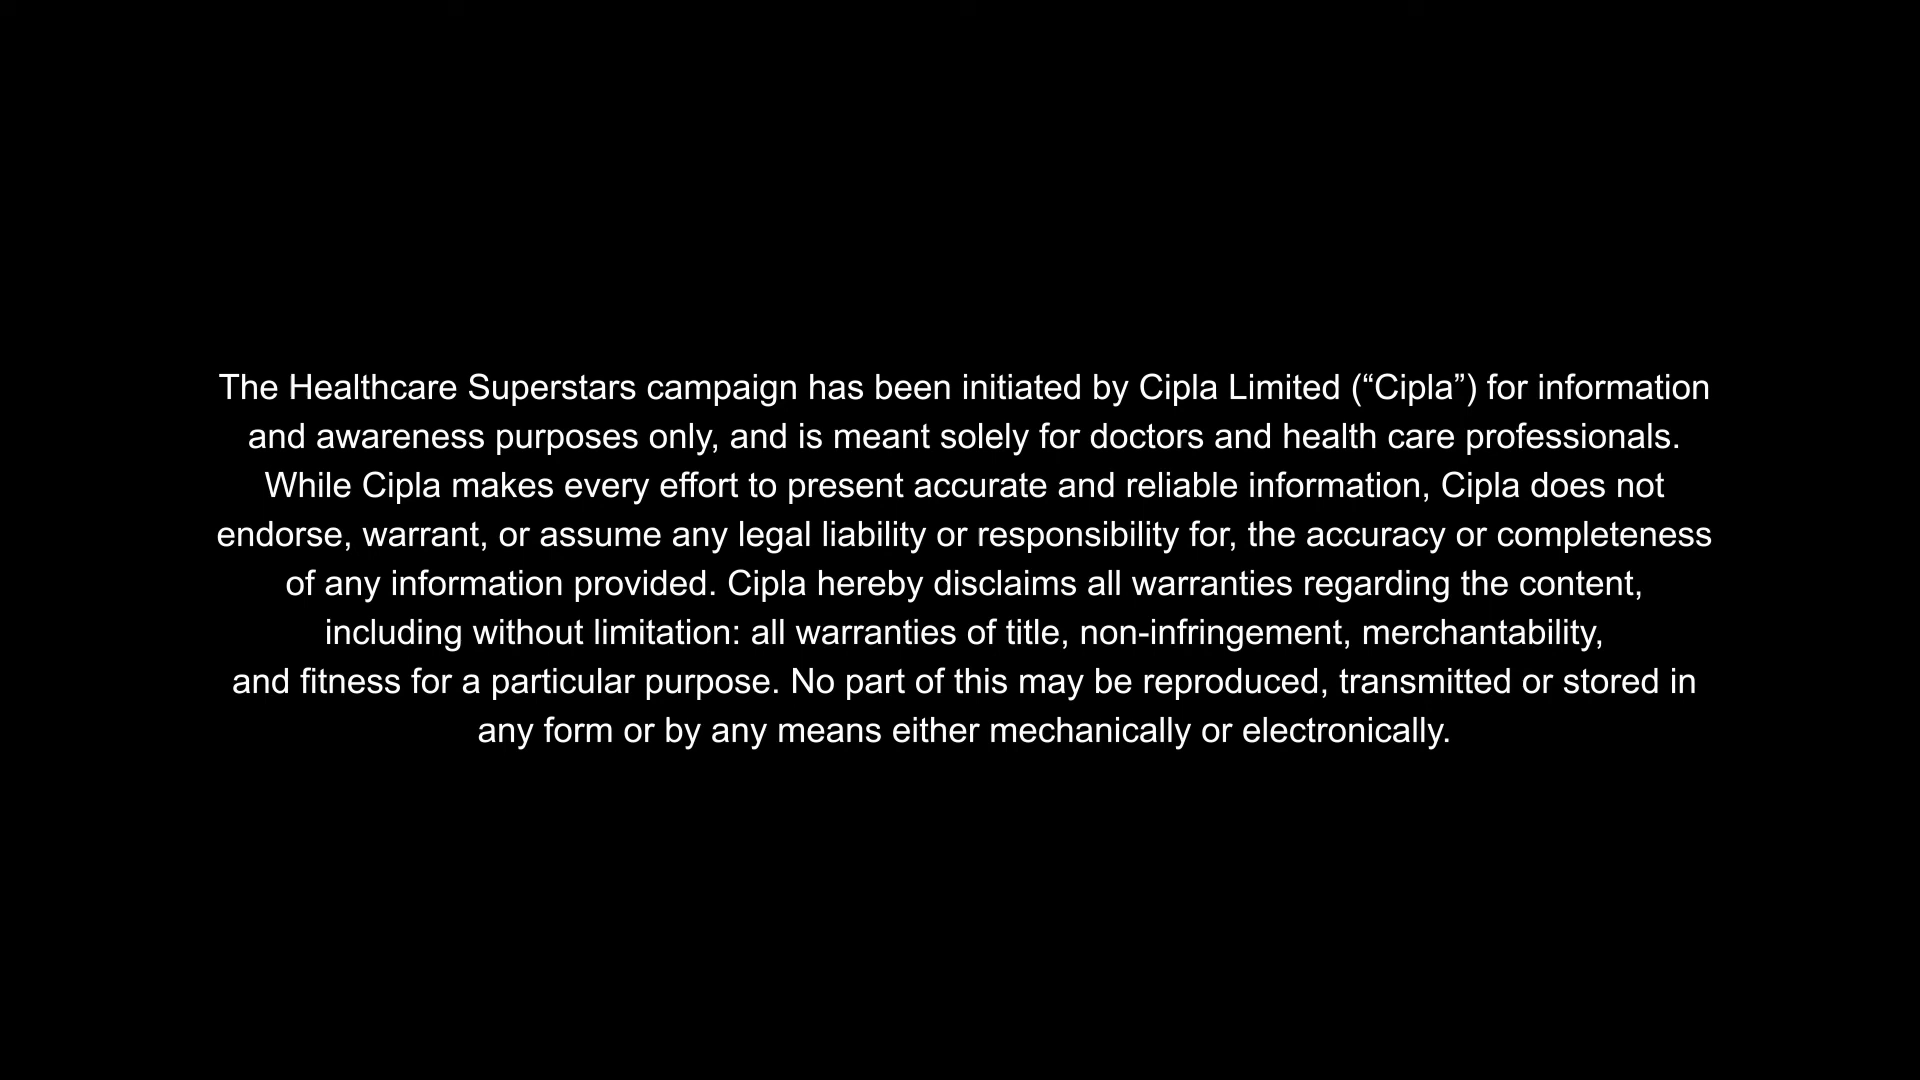 The Healthcare Superstars campaign has been initiated by Cipla Limited (“Cipla”) for information
and awareness purposes only, and is meant solely for doctors and health care professionals.
While Cipla makes every effort to present accurate and reliable information, Cipla does not
endorse, warrant, or assume any legal liability or responsibility for, the accuracy or completeness
of any information provided. Cipla hereby disclaims all warranties regarding the content,
including without limitation: all warranties of title, non-infringement, merchantability,
and fitness for a particular purpose. No part of this may be reproduced, transmitted or stored in
any form or by any means either mechanically or electronically.